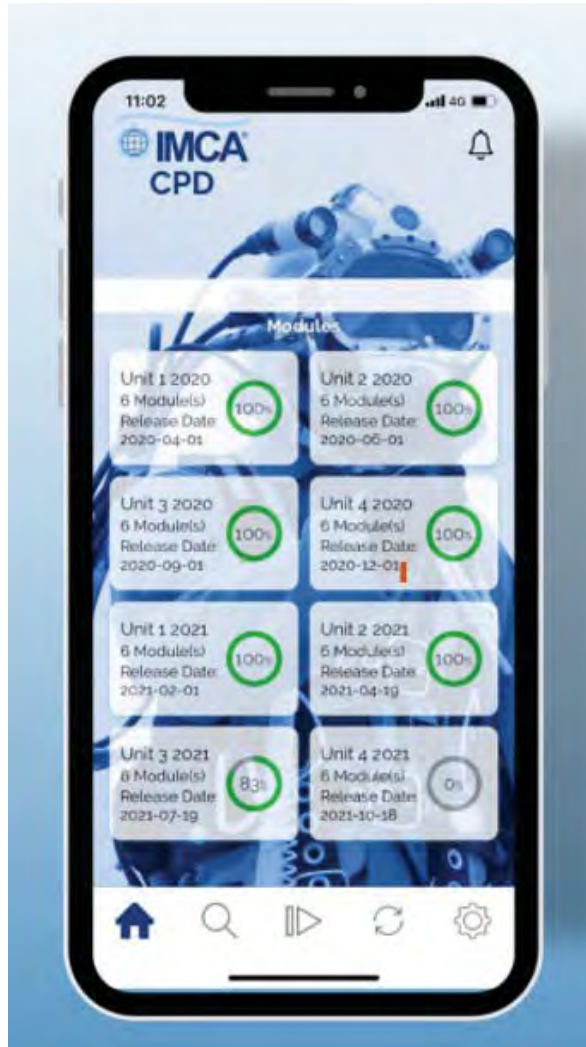 11:02
4G
IMCA
CPD
Modules
Unit 1 2020
6 Module(s)
Release Date:
2020-04-01
100%
Unit 2 2020
6 Module(s)
Release Date:
2020-06-01
100%
Unit 3 2020
6 Module(s)
Release Date:
2020-09-01
100%
Unit 4 2020
6 Module(s)
Release Date:
2020-12-01
100%
Unit 1 2021
6 Module(s)
Release Date:
2021-02-01
100%
Unit 2 2021
6 Module(s)
Release Date:
2021-04-19
100%
Unit 3 2021
6 Module(s)
Release Date:
2021-07-19
83%
Unit 4 2021
6 Module(s)
Release Date:
2021-10-18
0%